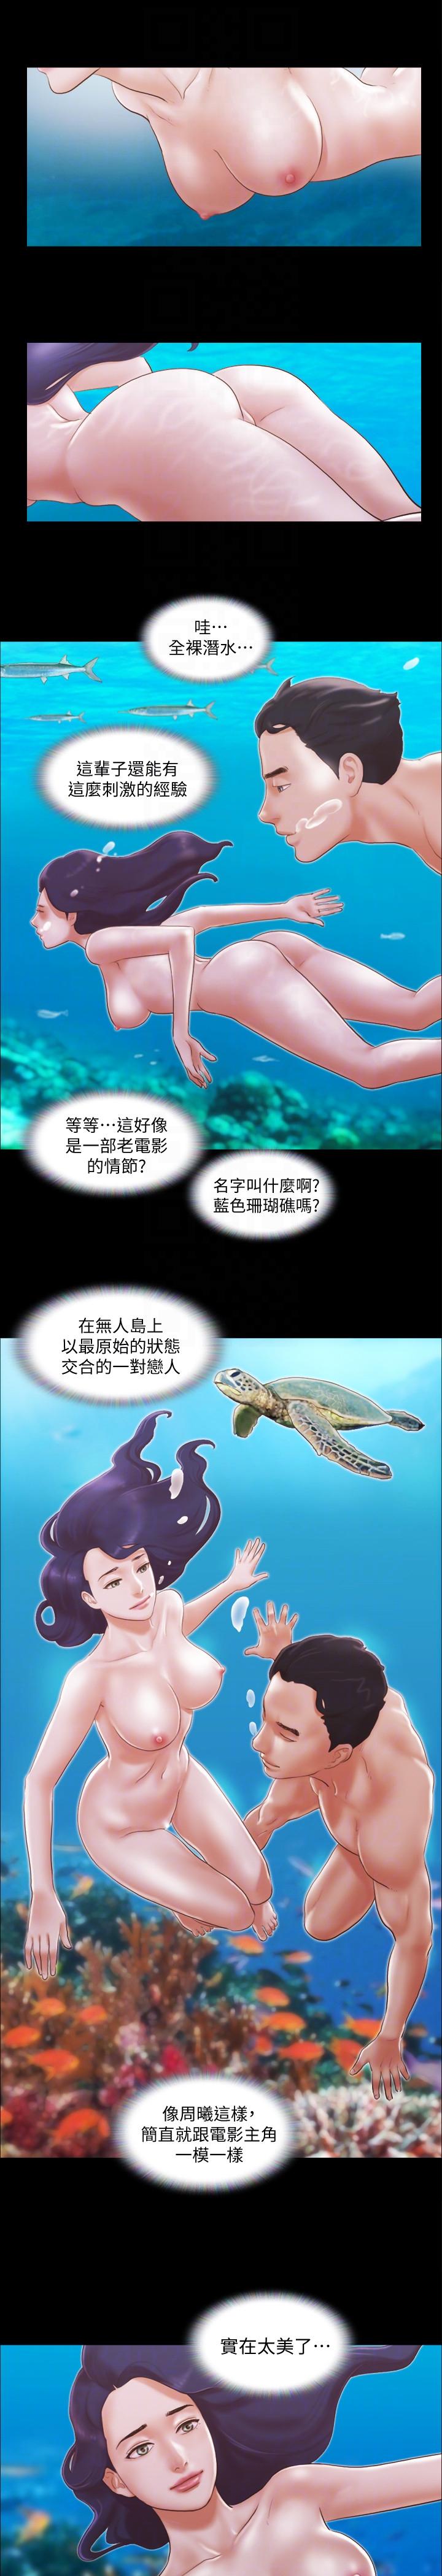 哇⋯
全裸潛水⋯
這輩子還能有
這麼刺激的經驗
等等⋯這好像
是一部老電影
的情節?
名字叫什麼啊?
藍色珊瑚礁嗎?
在無人島上
以最原始的狀態
交合的一對戀人
像周曦這樣,
簡直就跟電影主角
一模一樣
實在太美了⋯